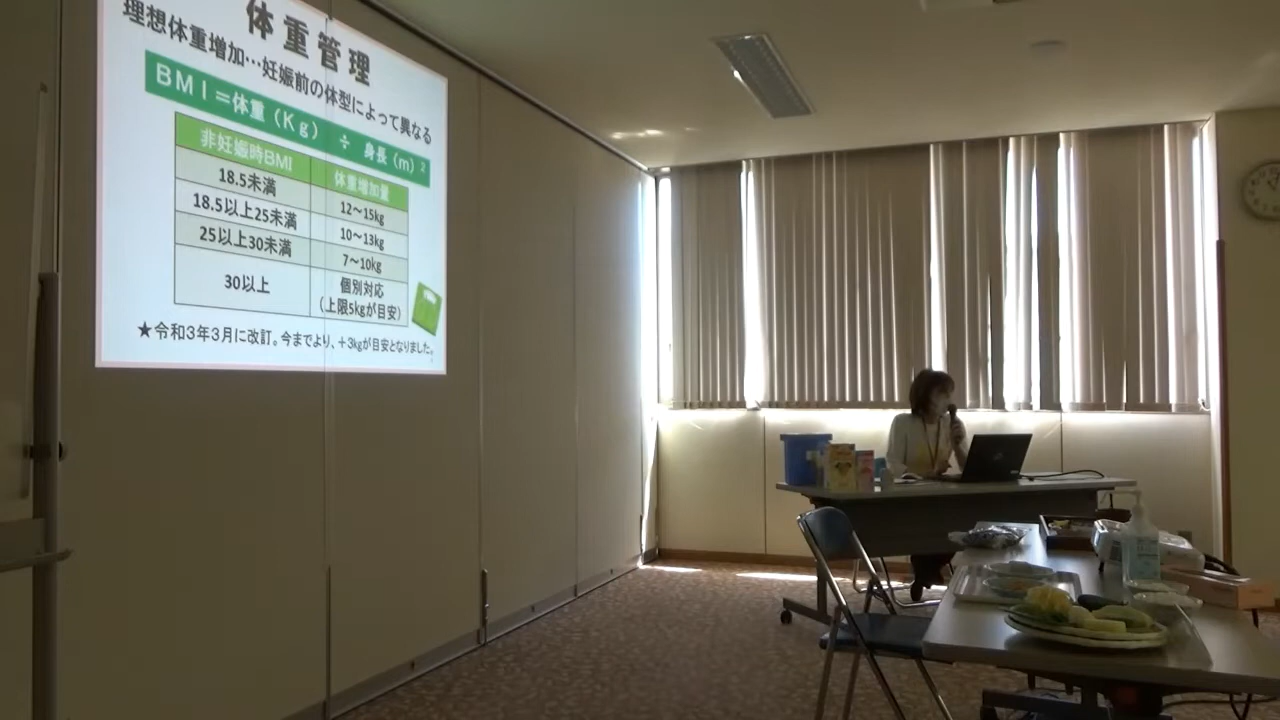 体重管理
理想体重増加…妊娠前の体型によって異なる
BMI＝体重（Kg） ÷ 身長（m）²
非妊娠時BMI 体重増加量
18.5未満 12～15kg
18.5以上25未満 10～13kg
25以上30未満 7～10kg
30以上 個別対応
（上限5kgが目安）
★令和3年3月に改訂。今までより、＋3kgが目安となりました。